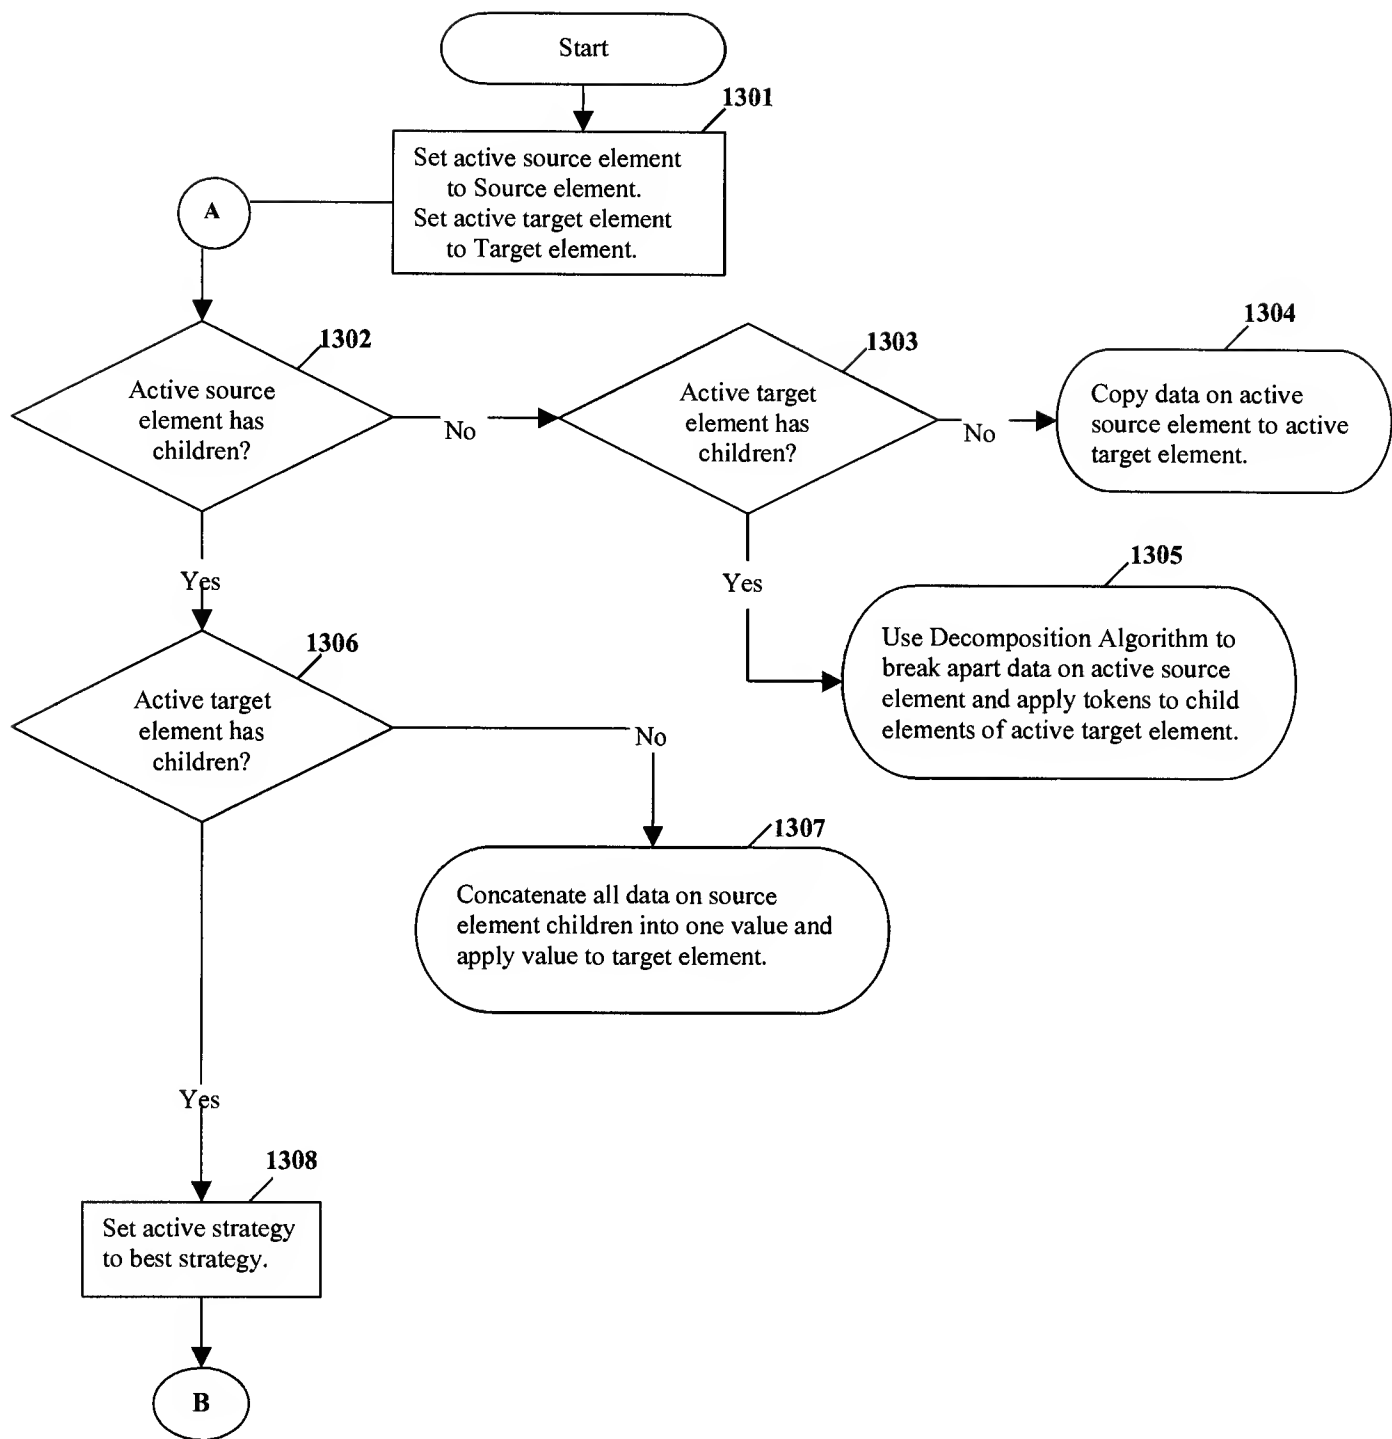 Start
1301
Set active source element
to Source element.
Set active target element
to Target element.
A
1302
Active source
element has
children?
No
1303
Active target
element has
children?
No
1304
Copy data on active
source element to active
target element.
Yes
1305
Use Decomposition Algorithm to
break apart data on active source
element and apply tokens to child
elements of active target element.
Yes
1306
Active target
element has
children?
No
1307
Concatenate all data on source
element children into one value and
apply value to target element.
Yes
1308
Set active strategy
to best strategy.
B